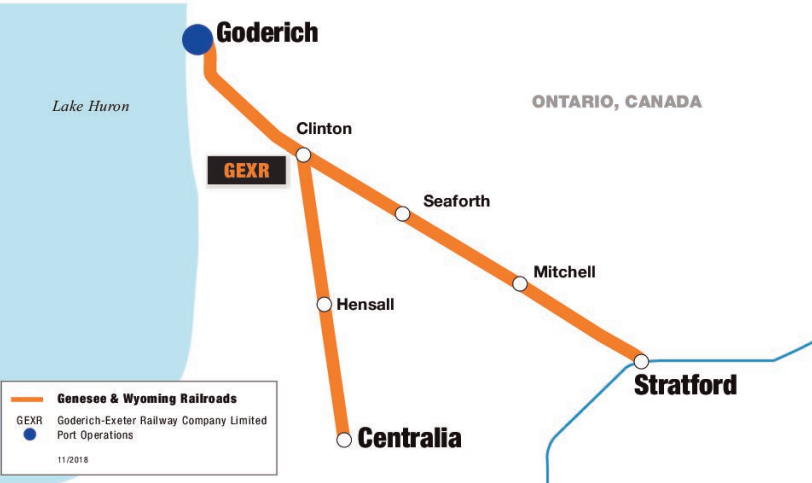 Goderich
Lake Huron
ONTARIO, CANADA
Clinton
GEXR
Seaforth
Mitchell
Hensall
Stratford
Centralia
Genesee & Wyoming Railroads
GEXR Goderich-Exeter Railway Company Limited
Port Operations
11/2018